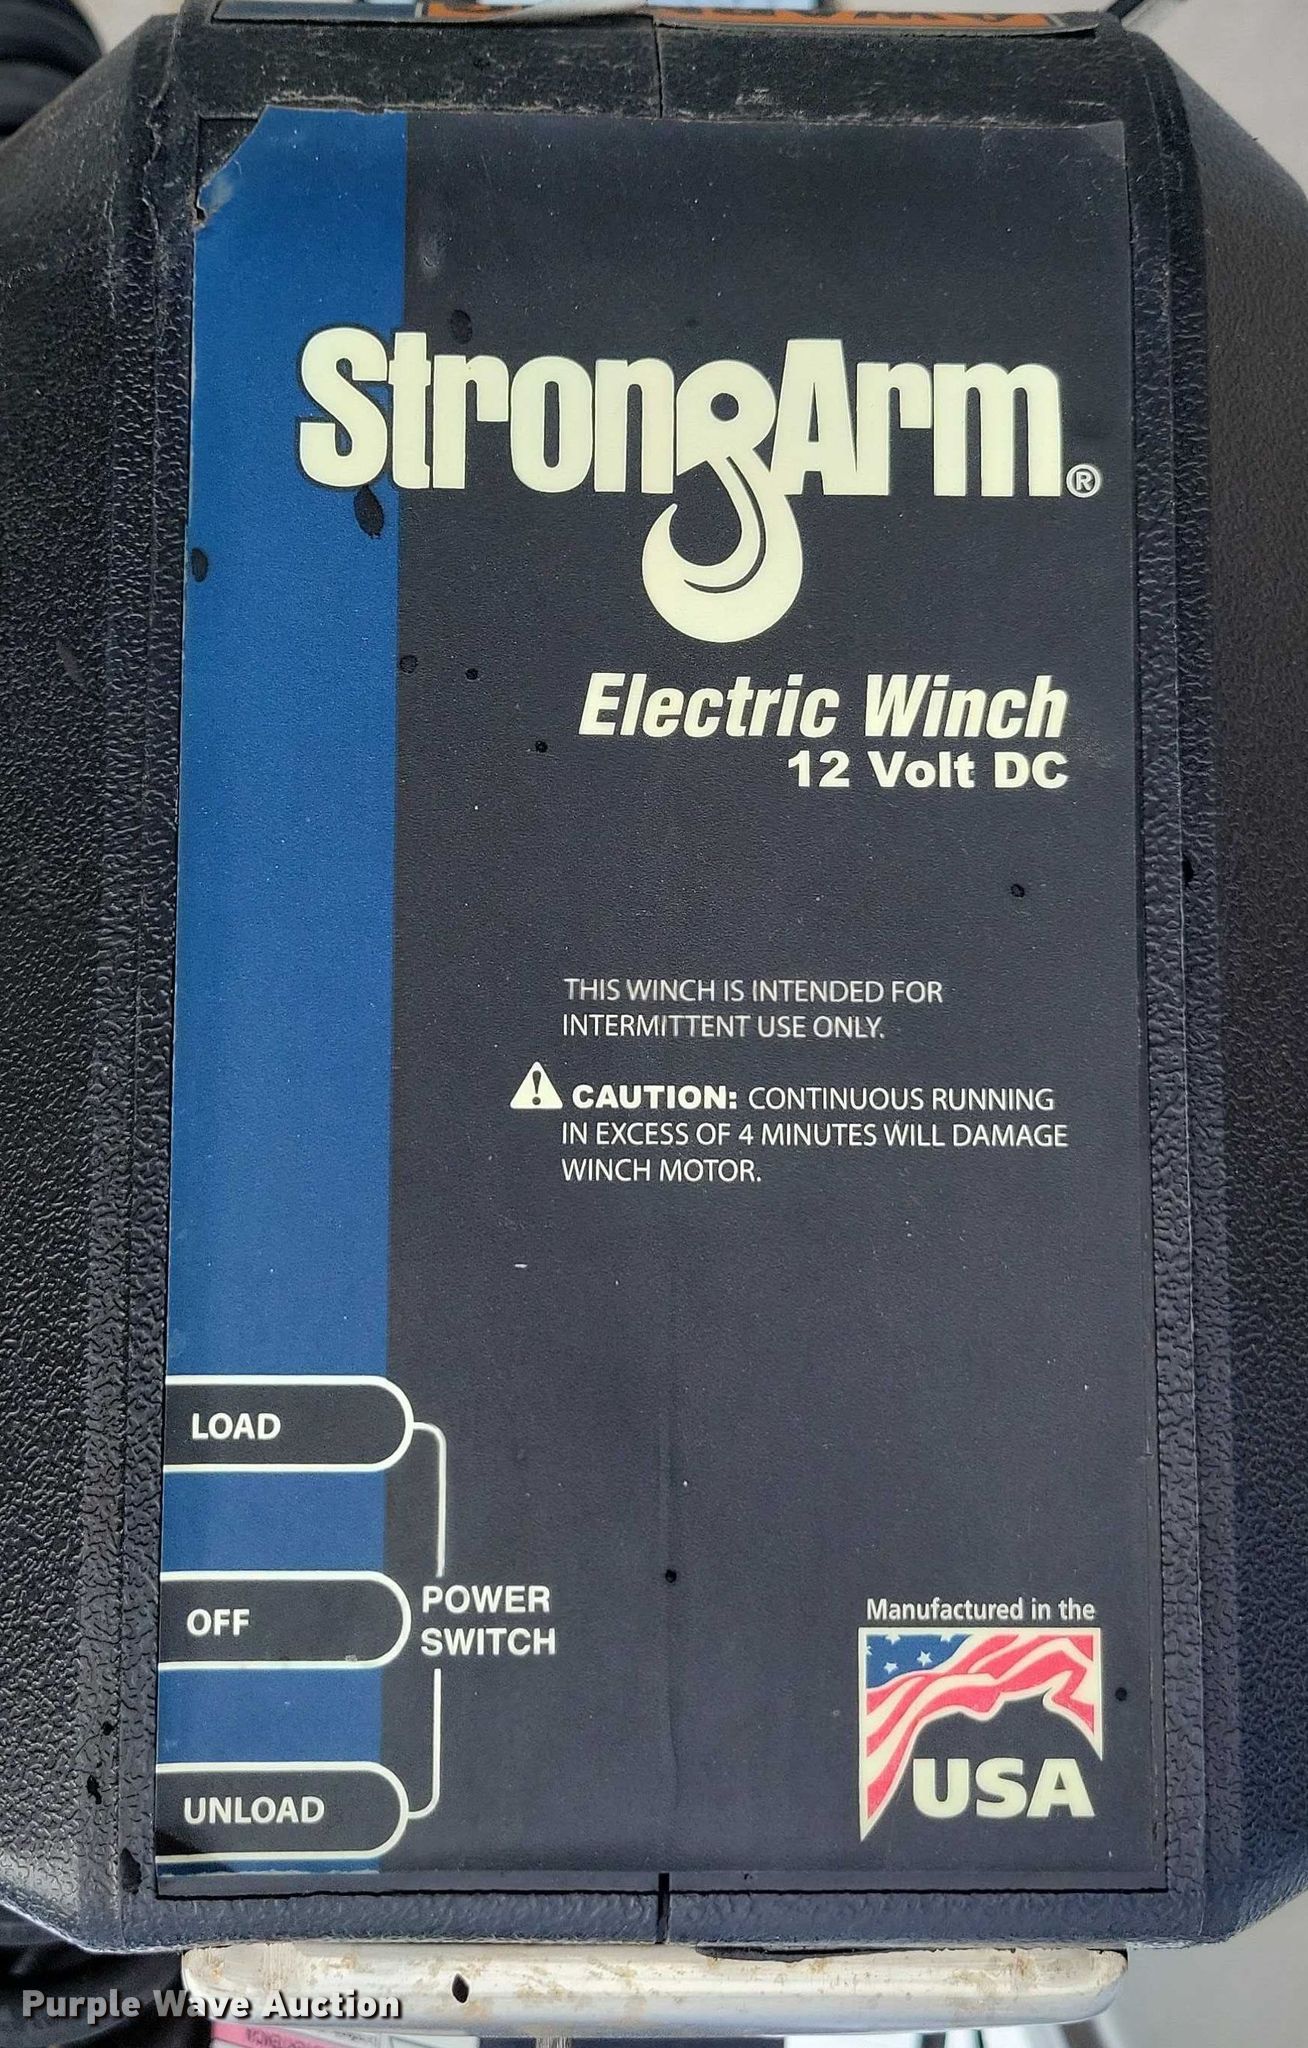 StrongArm®
Electric Winch
12 Volt DC
THIS WINCH IS INTENDED FOR
INTERMITTENT USE ONLY.
CAUTION: CONTINUOUS RUNNING
IN EXCESS OF 4 MINUTES WILL DAMAGE
WINCH MOTOR.
LOAD
OFF
POWER
SWITCH
UNLOAD
Manufactured in the
USA
Purple Wave Auction